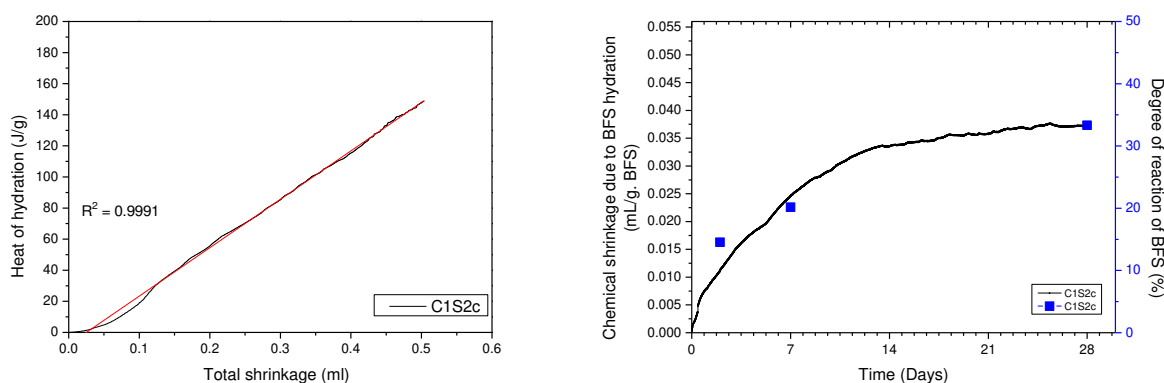 200
180
160
140
120
100
80
60
40
20
0
Heat of hydration (J/g)
R² = 0.9991
C1S2c
0.0 0.1 0.2 0.3 0.4 0.5 0.6
Total shrinkage (ml)
0.055
0.050
0.045
0.040
0.035
0.030
0.025
0.020
0.015
0.010
0.005
0.000
Chemical shrinkage due to BFS hydration
(mL/g. BFS)
C1S2c
C1S2c
0 7 14 21 28
Time (Days)
50
40
30
20
10
0
Degree of reaction of BFS (%)